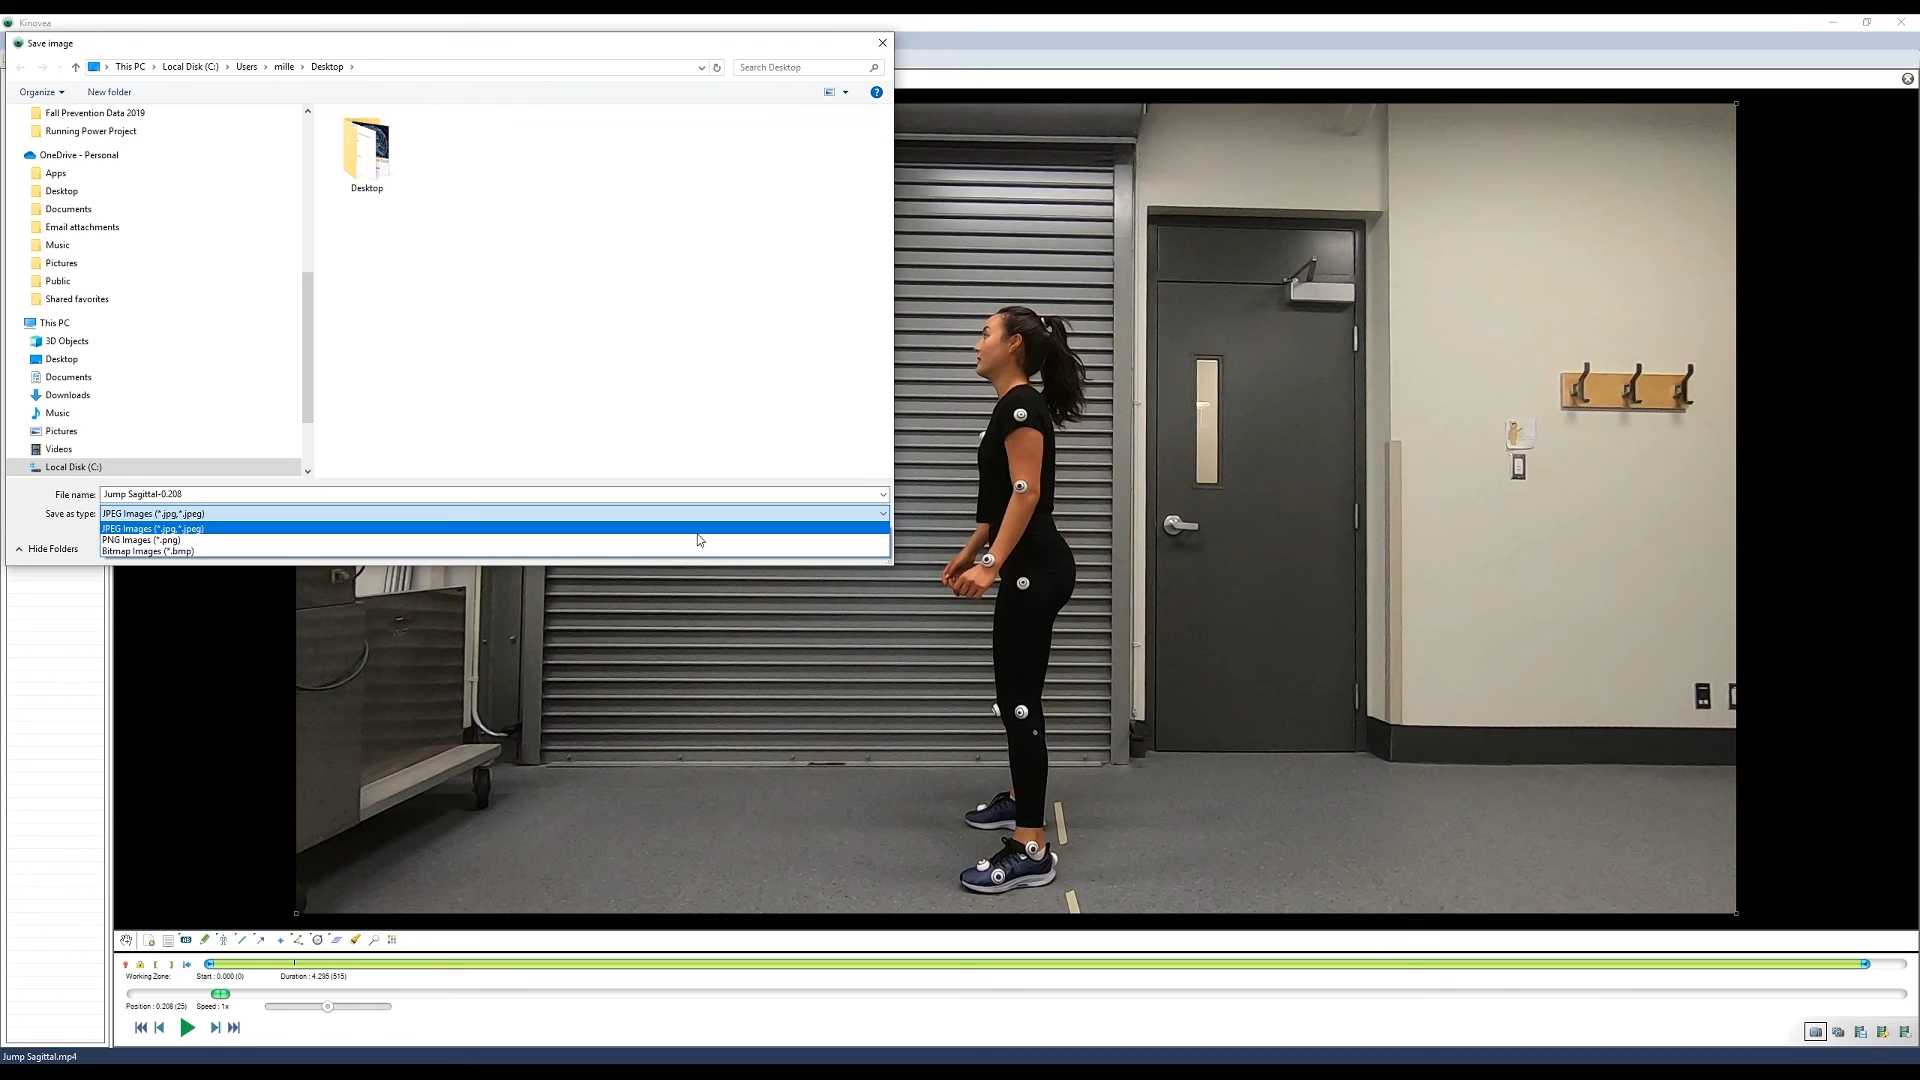 Kinovea
Save image
This PC
Local Disk (C:)
Users
mille
Desktop
Search Desktop
Organize
New folder
Fall Prevention Data 2019
Running Power Project
OneDrive - Personal
Apps
Desktop
Documents
Email attachments
Music
Pictures
Public
Shared favorites
This PC
3D Objects
Desktop
Documents
Downloads
Music
Pictures
Videos
Local Disk (C:)
Desktop
File name: Jump Sagittal-0.208
Save as type: JPEG Images (*.jpg,*.jpeg)
JPEG Images (*.jpg,*.jpeg)
PNG Images (*.png)
Bitmap Images (*.bmp)
Hide Folders
Working Zone: Start : 0.000 (0) Duration : 4.295 (515)
Position : 0.208 (25) Speed : 1x
Jump Sagittal.mp4